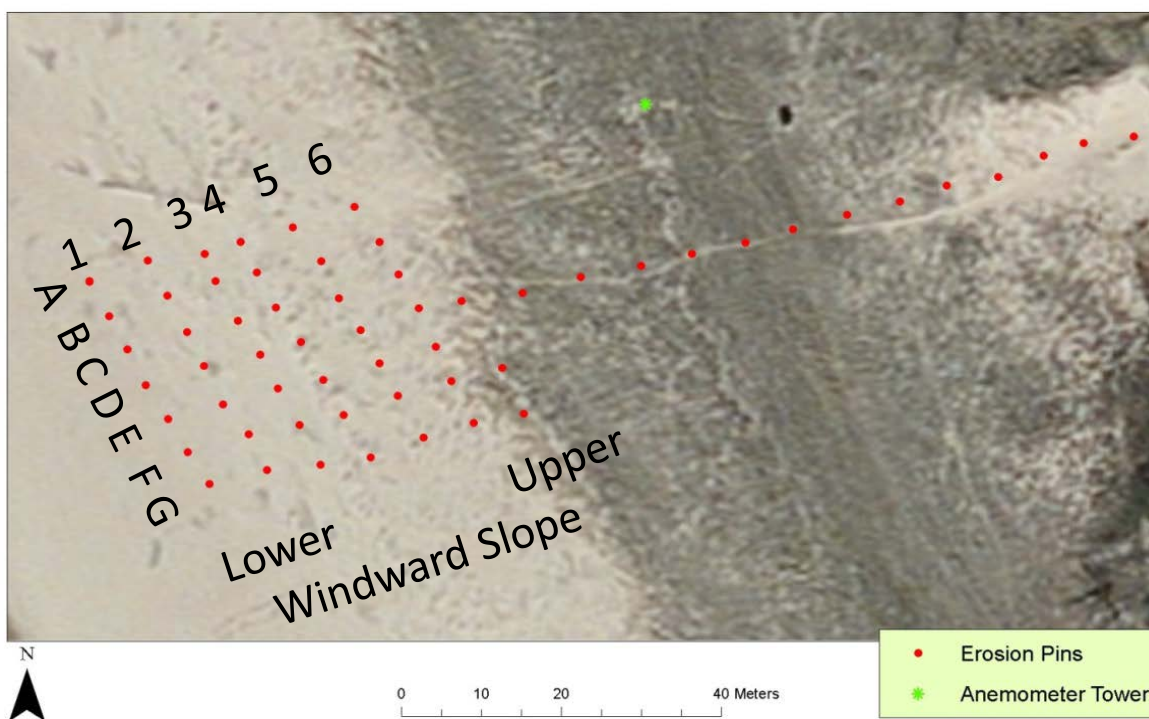 1 2 3 4 5 6
A B C D E F G
Upper
Lower
Windward Slope
N
0 10 20 40 Meters
Erosion Pins
Anemometer Tower